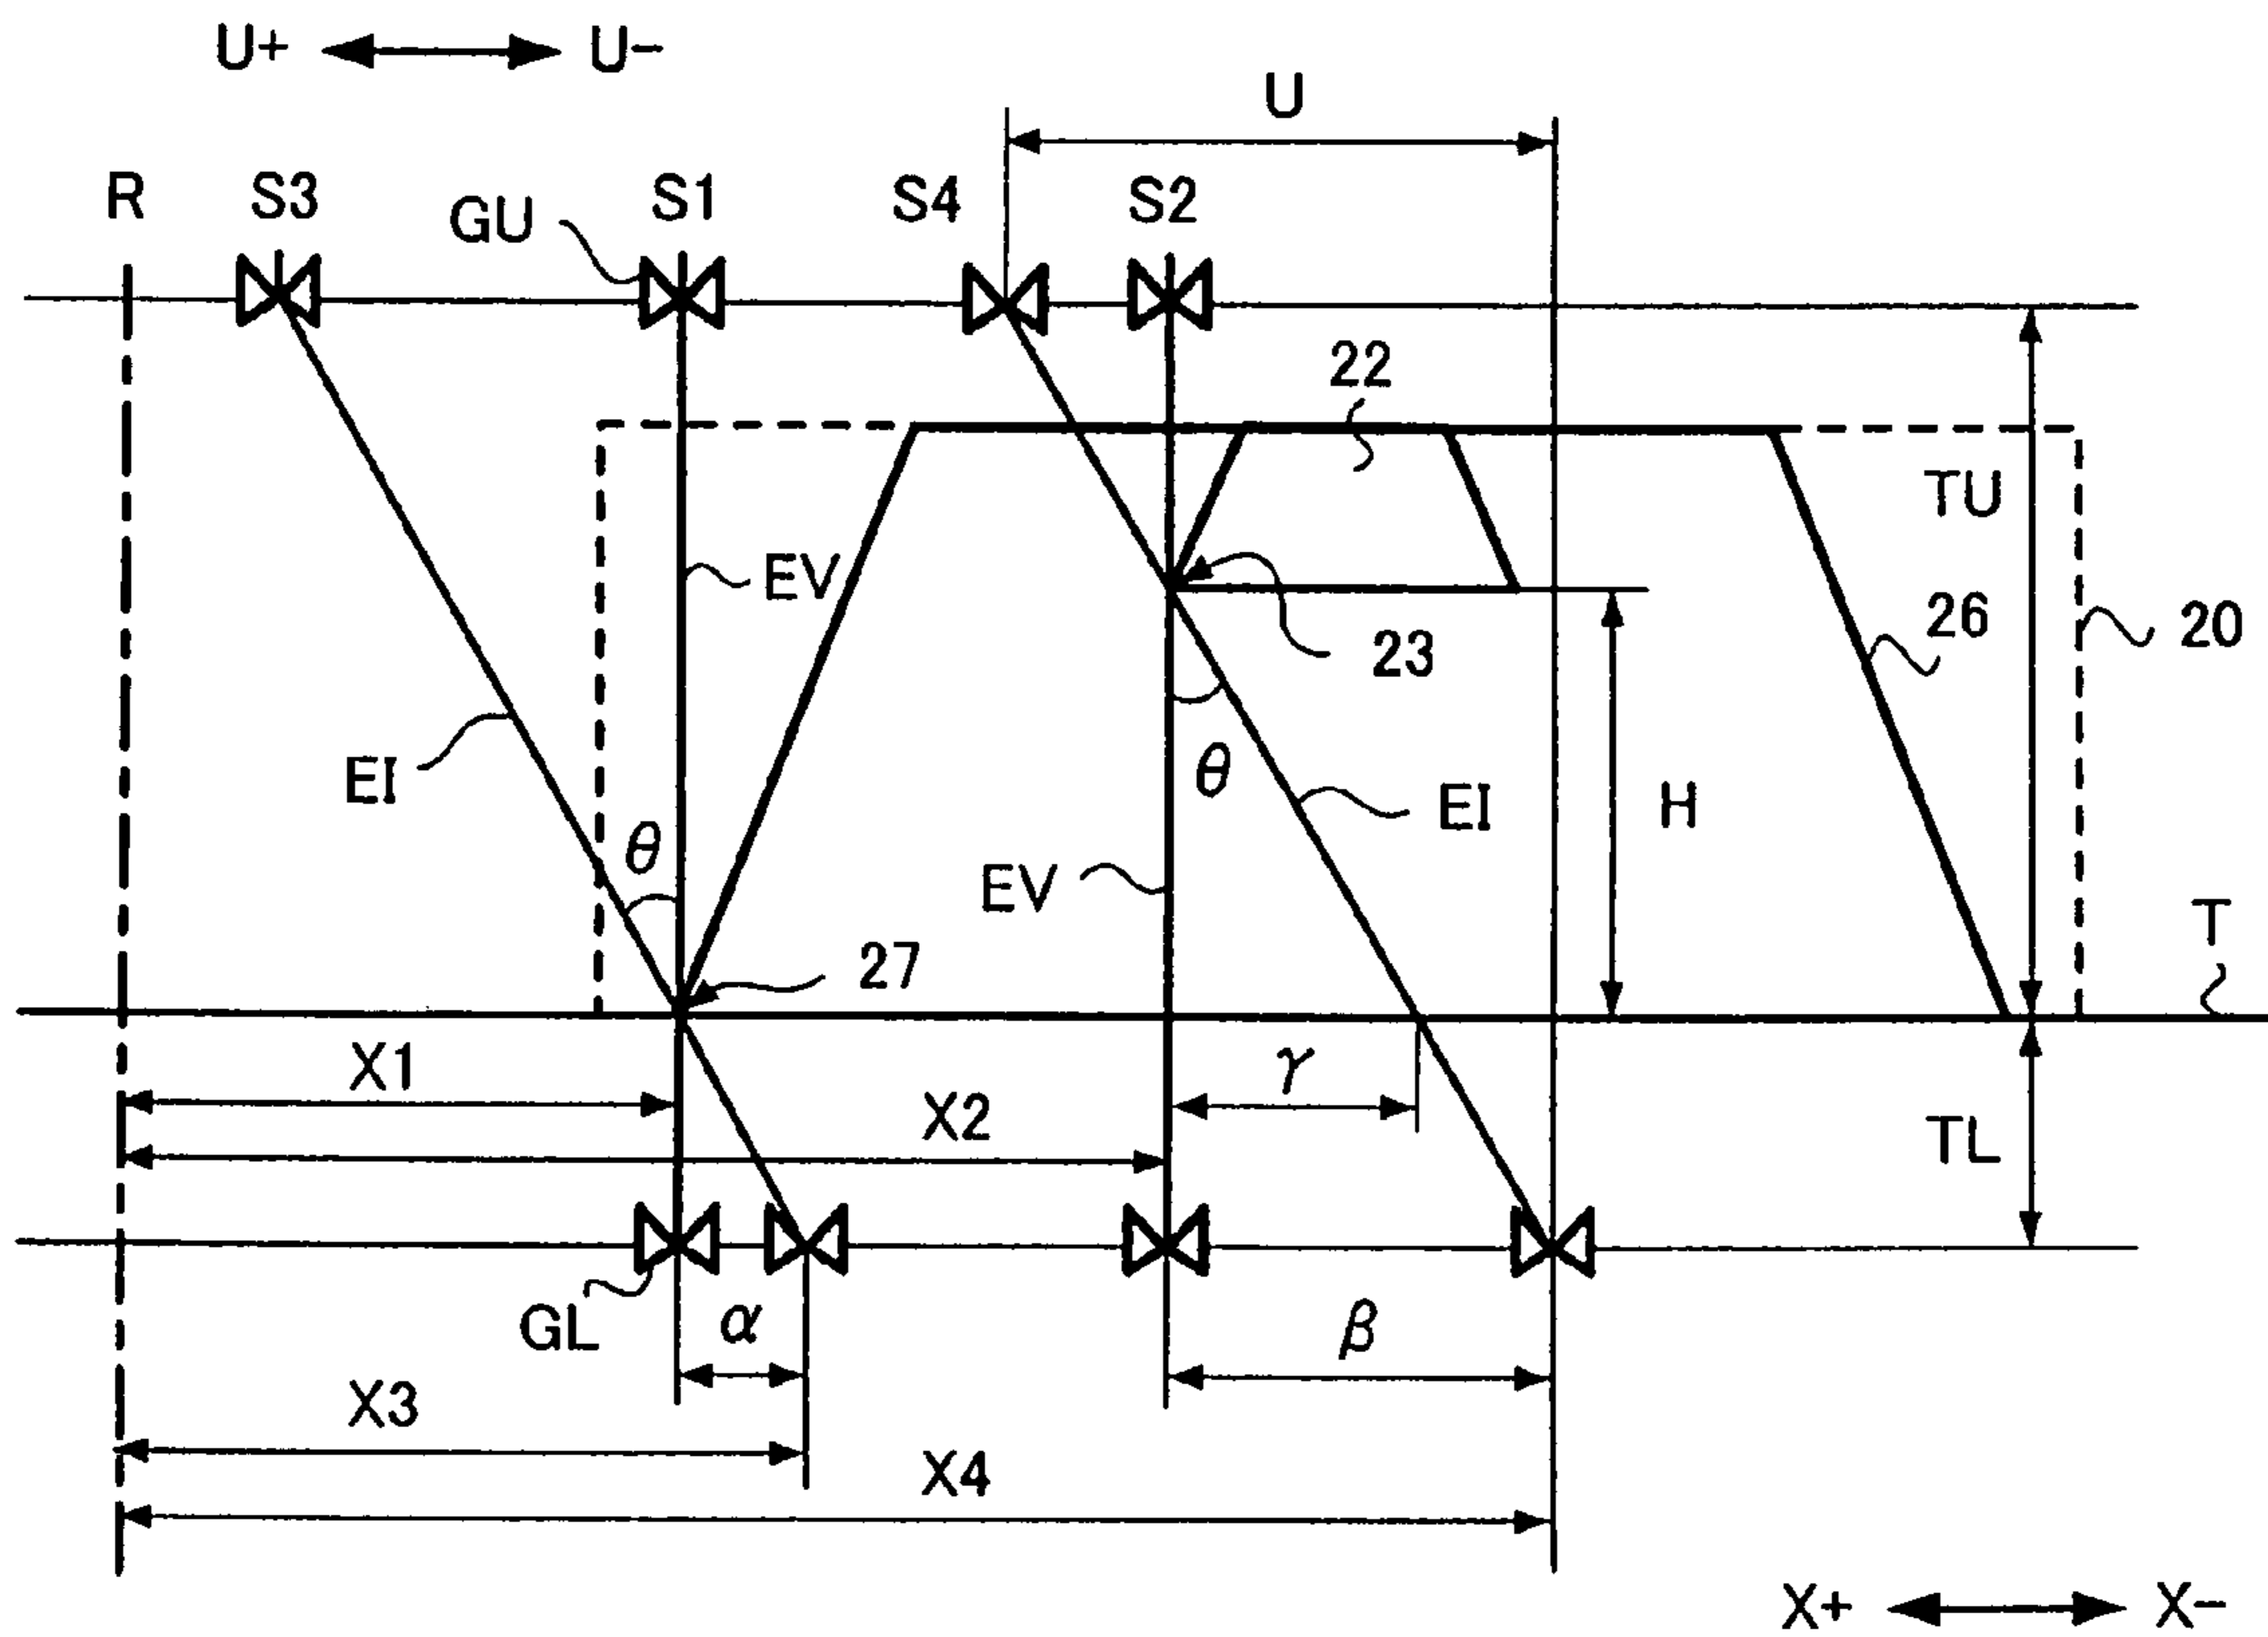 U+ U-
U
R S3 GU S1 S4 S2
22
TU
EV
26 20
23
EI θ H
θ EI
EV
T
27
X1 γ
X2 TL
GL α β
X3
X4
X+ X-